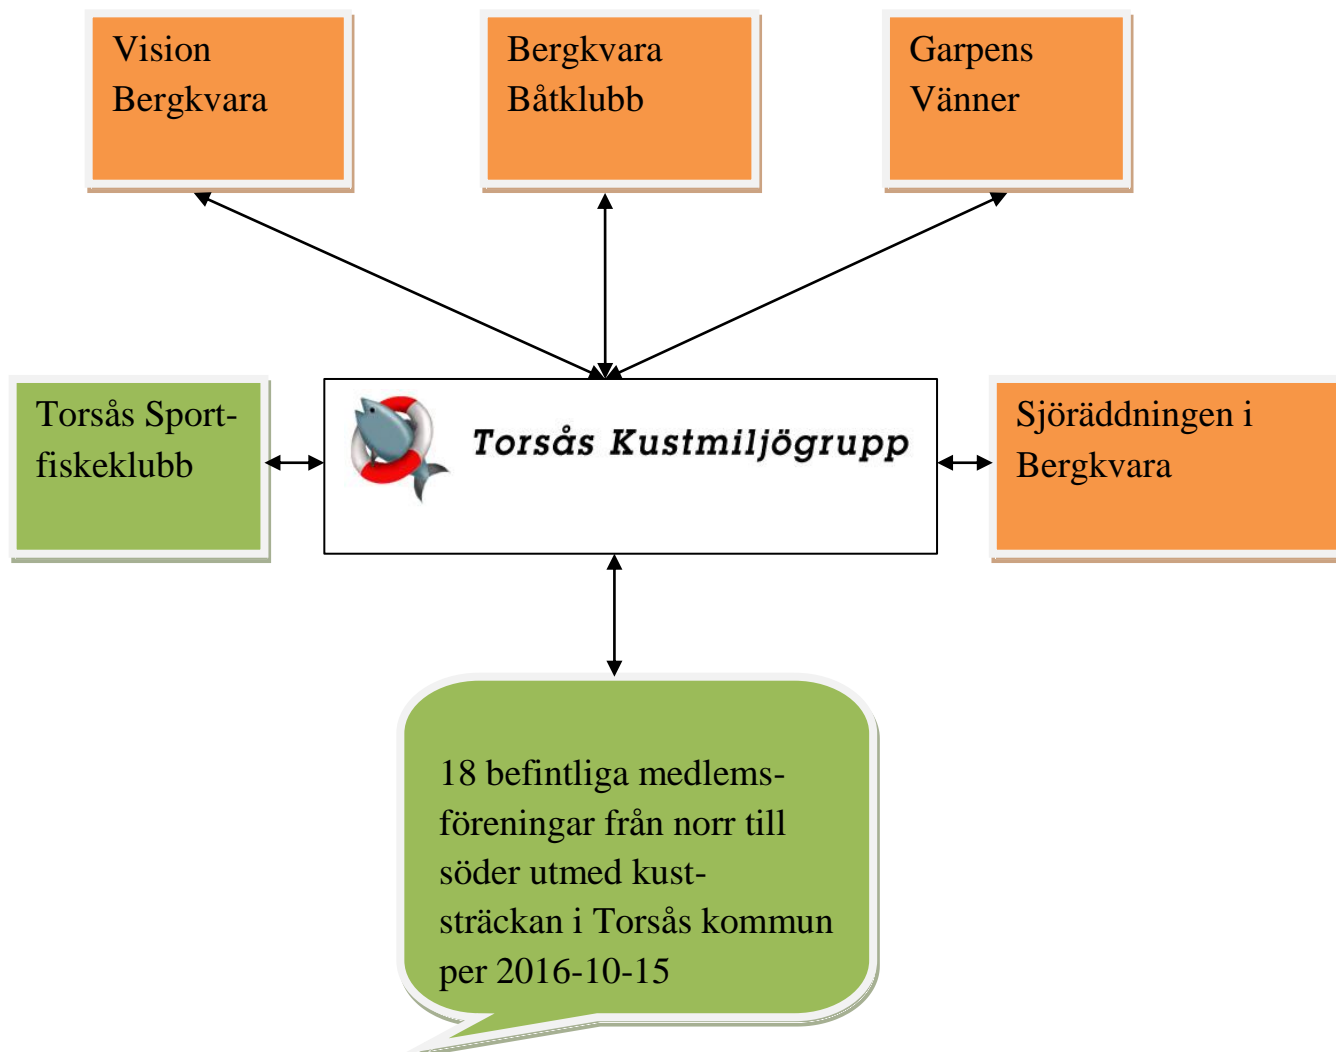 Vision
Bergkvara
Bergkvara
Båtklubb
Garpens
Vänner
Torsås Sport-
fiskeklubb
Torsås Kustmiljögrupp
Sjöräddningen i
Bergkvara
18 befintliga medlems-
föreningar från norr till
söder utmed kust-
sträckan i Torsås kommun
per 2016-10-15